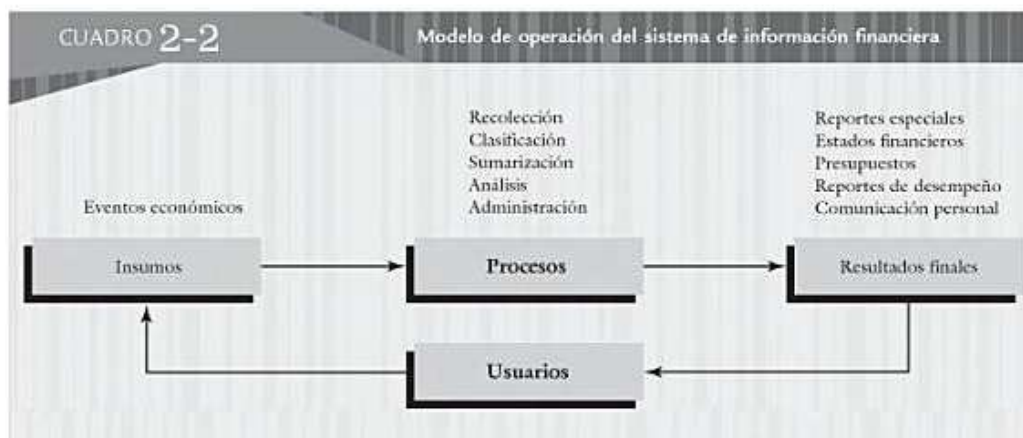 CUADRO 2-2
Modelo de operación del sistema de información financiera
Eventos económicos
Insumos
Recolección
Clasificación
Sumarización
Análisis
Administración
Procesos
Reportes especiales
Estados financieros
Presupuestos
Reportes de desempeño
Comunicación personal
Resultados finales
Usuarios